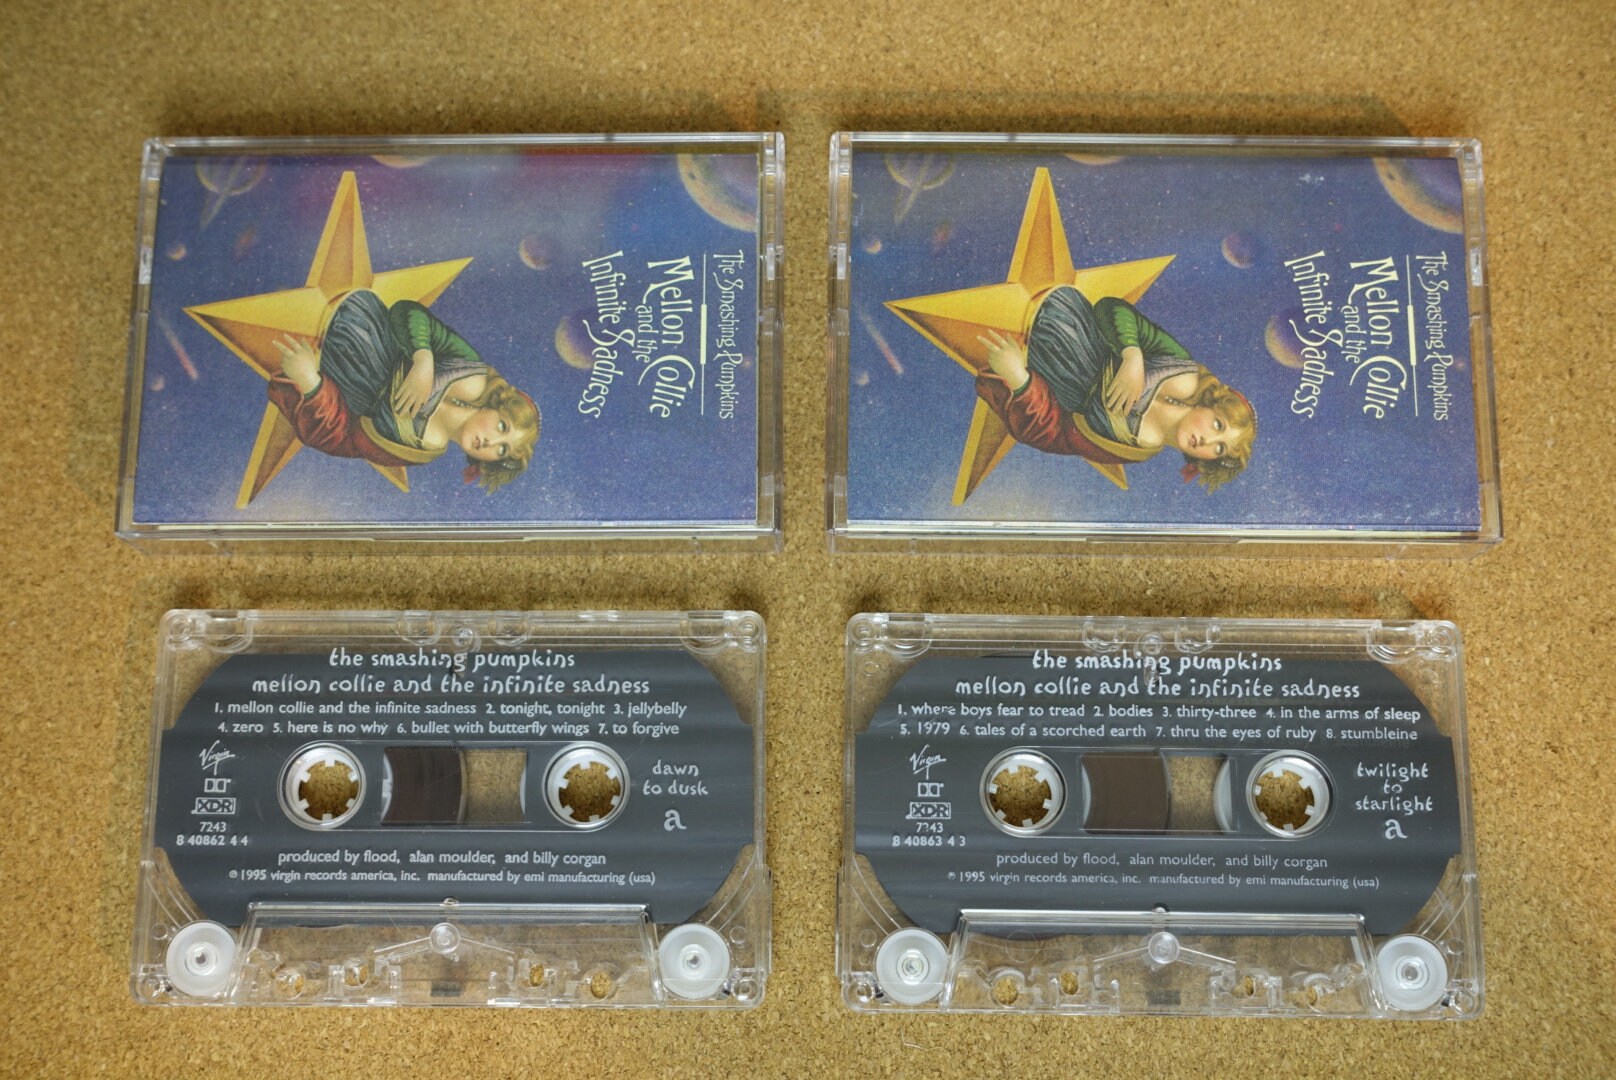 The Smashing Pumpkins
Mellon Collie
and the
Infinite Sadness
The Smashing Pumpkins
Mellon Collie
and the
Infinite Sadness
the smashing pumpkins
mellon collie and the infinite sadness
1. mellon collie and the infinite sadness 2. tonight, tonight 3. jellybelly
4. zero 5. here is no why 6. bullet with butterfly wings 7. to forgive
Virgin
XDR
7243
8 40862 4 4
dawn
to dusk
a
produced by flood, alan moulder, and billy corgan
℗ 1995 virgin records america, inc. manufactured by emi manufacturing (usa)
the smashing pumpkins
mellon collie and the infinite sadness
1. where boys fear to tread 2. bodies 3. thirty-three 4. in the arms of sleep
5. 1979 6. tales of a scorched earth 7. thru the eyes of ruby 8. stumbleine
Virgin
XDR
7243
8 40863 4 3
twilight
to
starlight
a
produced by flood, alan moulder, and billy corgan
℗ 1995 virgin records america, inc. manufactured by emi manufacturing (usa)